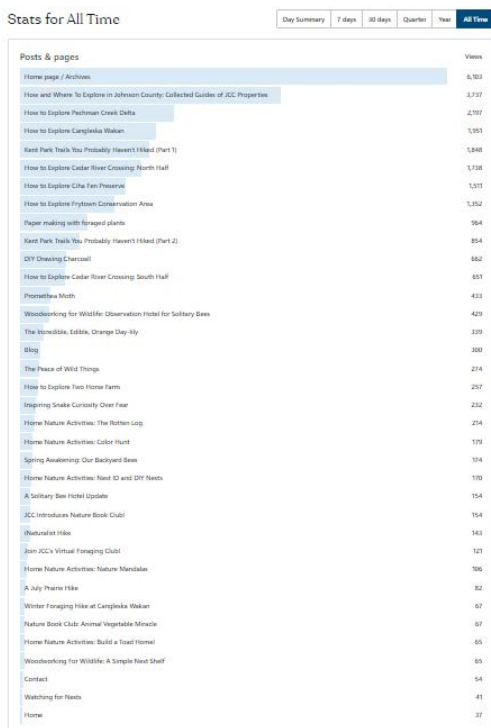 Stats for All Time
Day Summary 7 days 30 days Quarter Year All Time
Posts & pages Views
Home page / Archives 6,103
How and Where To Explore in Johnson County: Collected Guides of JCC Properties 3,737
How to Explore Pechman Creek Delta 2,197
How to Explore Cangleska Wakan 1,951
Kent Park Trails You Probably Haven't Hiked (Part 1) 1,848
How to Explore Cedar River Crossing: North Half 1,738
How to Explore Ciha Fen Preserve 1,511
How to Explore Frytown Conservation Area 1,352
Paper making with foraged plants 964
Kent Park Trails You Probably Haven't Hiked (Part 2) 854
DIY Drawing Charcoal! 662
How to Explore Cedar River Crossing: South Half 651
Promethea Moth 433
Woodworking for Wildlife: Observation Hotel for Solitary Bees 429
The Incredible, Edible, Orange Day-lily 339
Blog 300
The Peace of Wild Things 274
How to Explore Two Horse Farm 257
Inspiring Snake Curiosity Over Fear 232
Home Nature Activities: The Rotten Log 214
Home Nature Activities: Color Hunt 179
Spring Awakening: Our Backyard Bees 174
Home Nature Activities: Nest ID and DIY Nests 170
A Solitary Bee Hotel Update 154
JCC Introduces Nature Book Club! 154
iNaturalist Hike 143
Join JCC's Virtual Foraging Club! 121
Home Nature Activities: Nature Mandalas 106
A July Prairie Hike 82
Winter Foraging Hike at Cangleska Wakan 67
Nature Book Club: Animal Vegetable Miracle 67
Home Nature Activities: Build a Toad Home! 65
Woodworking For Wildlife: A Simple Nest Shelf 65
Contact 54
Watching for Nests 41
Home 37